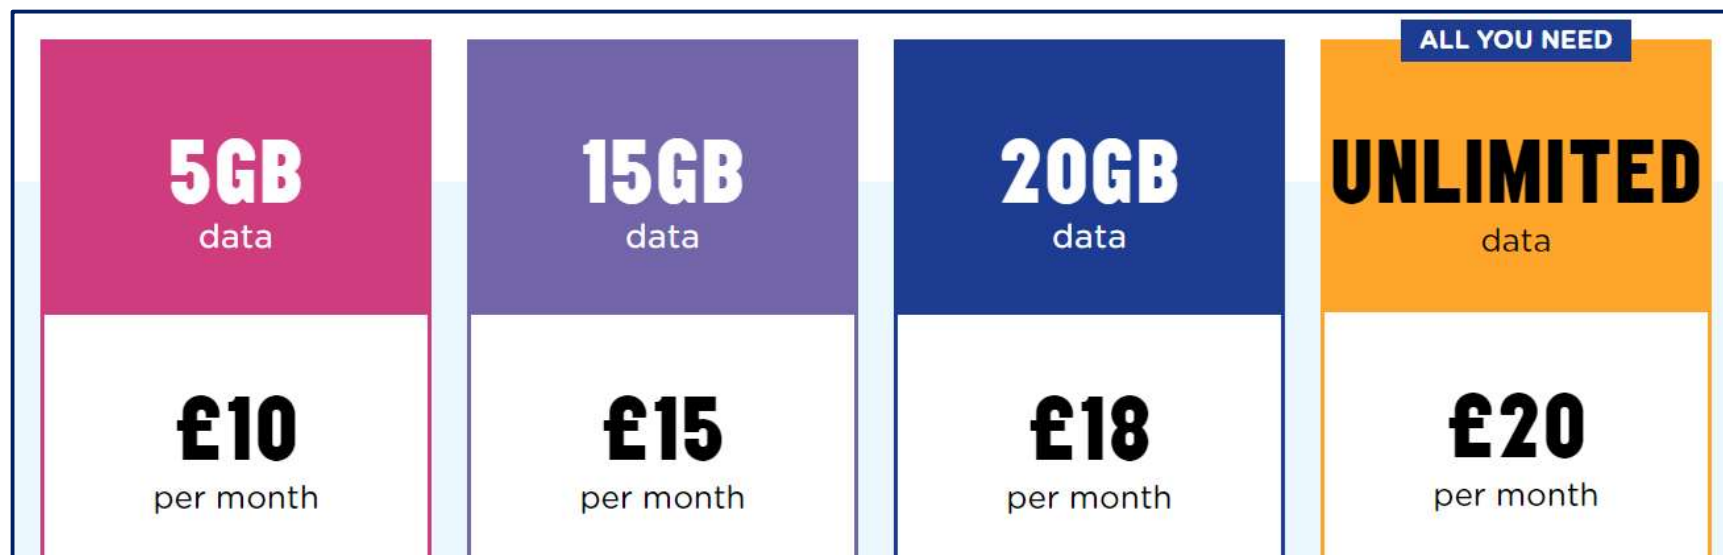 5GB
data
£10
per month
15GB
data
£15
per month
20GB
data
£18
per month
ALL YOU NEED
UNLIMITED
data
£20
per month